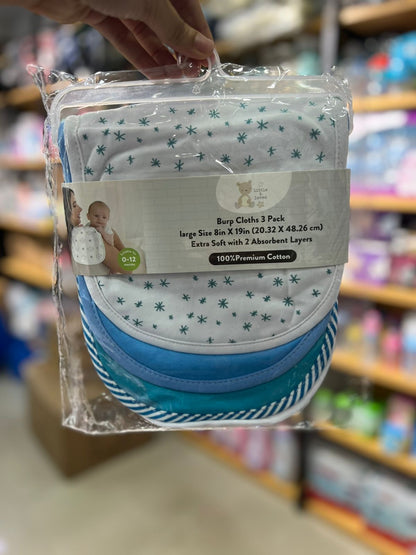 Little
Burp Cloths 3 Pack
large Size 8in X 19in (20.32 X 48.26 cm)
Extra Soft with 2 Absorbent Layers
100%Premium Cotton
0-12